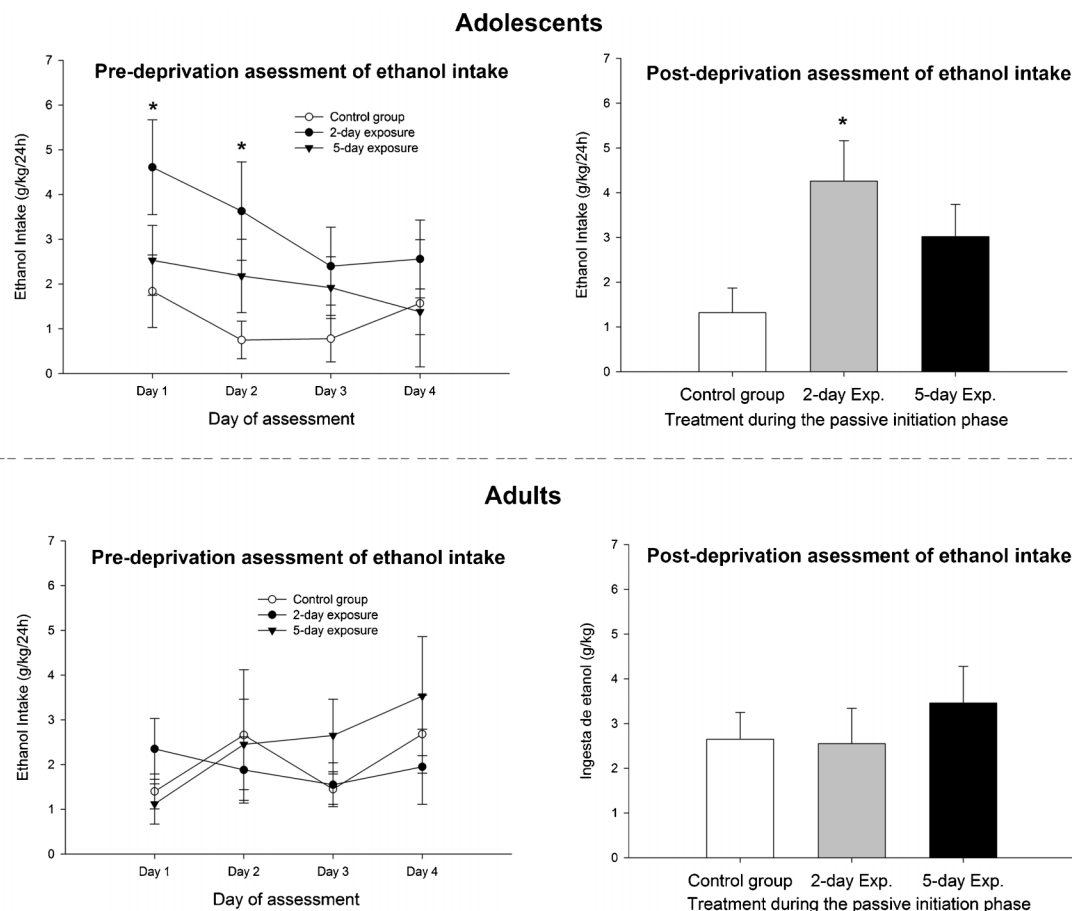 Adolescents
Pre-deprivation asessment of ethanol intake
Control group
2-day exposure
5-day exposure
*
*
7
6
5
4
3
2
1
0
Ethanol Intake (g/kg/24h)
Day 1 Day 2 Day 3 Day 4
Day of assessment
Post-deprivation asessment of ethanol intake
*
7
6
5
4
3
2
1
0
Ethanol Intake (g/kg/24h)
Control group 2-day Exp. 5-day Exp.
Treatment during the passive initiation phase
Adults
Pre-deprivation asessment of ethanol intake
Control group
2-day exposure
5-day exposure
7
6
5
4
3
2
1
0
Ethanol Intake (g/kg/24h)
Day 1 Day 2 Day 3 Day 4
Day of assessment
Post-deprivation asessment of ethanol intake
7
6
5
4
3
2
1
0
Ingesta de etanol (g/kg)
Control group 2-day Exp. 5-day Exp.
Treatment during the passive initiation phase